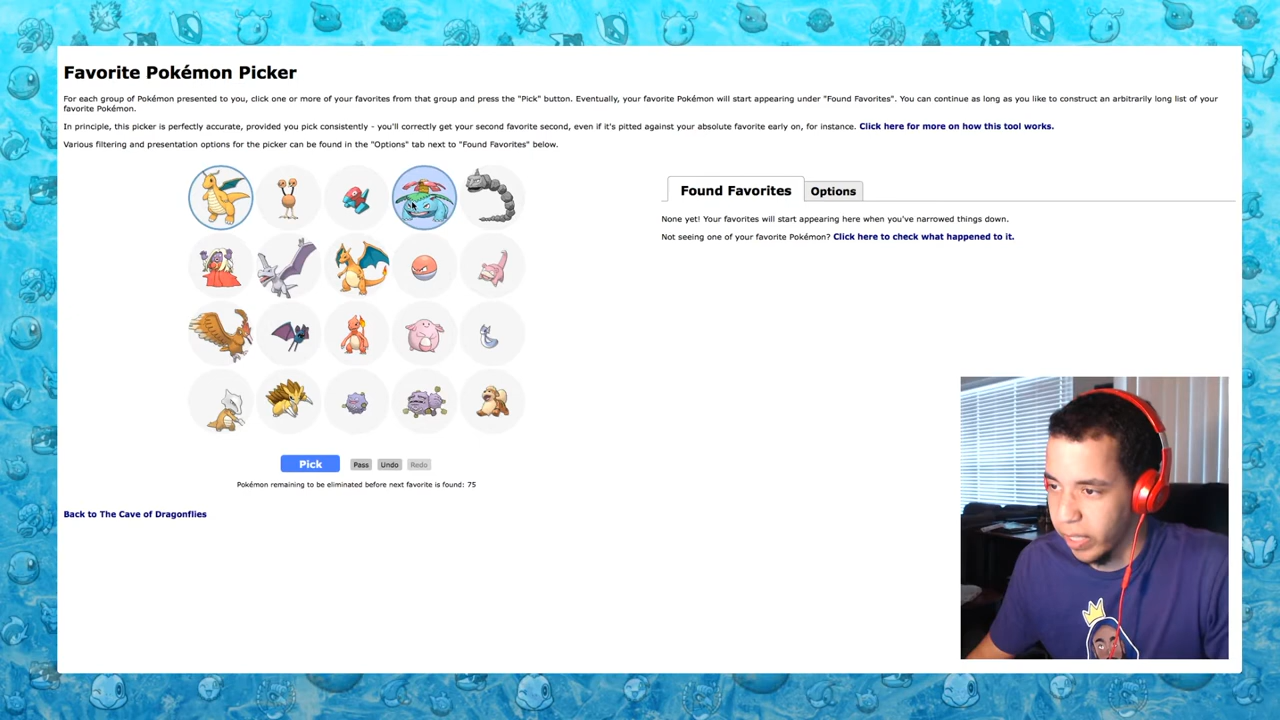 Favorite Pokémon Picker
For each group of Pokémon presented to you, click one or more of your favorites from that group and press the "Pick" button. Eventually, your favorite Pokémon will start appearing under "Found Favorites". You can continue as long as you like to construct an arbitrarily long list of your
favorite Pokémon.
In principle, this picker is perfectly accurate, provided you pick consistently - you'll correctly get your second favorite second, even if it's pitted against your absolute favorite early on, for instance. Click here for more on how this tool works.
Various filtering and presentation options for the picker can be found in the "Options" tab next to "Found Favorites" below.
Found Favorites Options
None yet! Your favorites will start appearing here when you've narrowed things down.
Not seeing one of your favorite Pokémon? Click here to check what happened to it.
Pick Pass Undo Redo
Pokémon remaining to be eliminated before next favorite is found: 75
Back to The Cave of Dragonflies